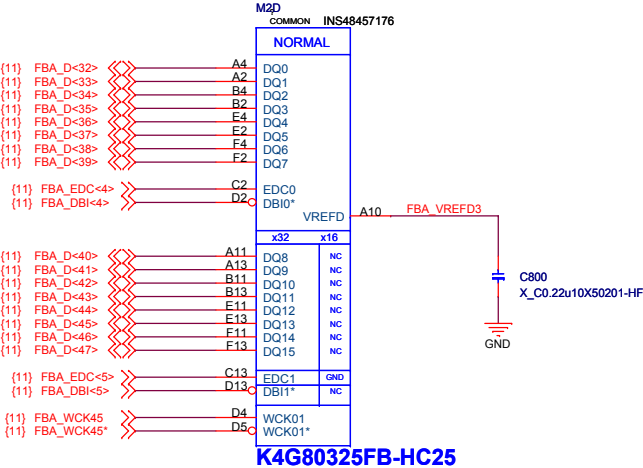 M2D
COMMON INS48457176
NORMAL
{11} FBA_D<32> A4 DQ0
{11} FBA_D<33> A2 DQ1
{11} FBA_D<34> B4 DQ2
{11} FBA_D<35> B2 DQ3
{11} FBA_D<36> E4 DQ4
{11} FBA_D<37> E2 DQ5
{11} FBA_D<38> F4 DQ6
{11} FBA_D<39> F2 DQ7
{11} FBA_EDC<4> C2 EDC0
{11} FBA_DBI<4> D2 DBI0*
VREFD A10 FBA_VREFD3
x32 x16
{11} FBA_D<40> A11 DQ8 NC
{11} FBA_D<41> A13 DQ9 NC
{11} FBA_D<42> B11 DQ10 NC
{11} FBA_D<43> B13 DQ11 NC
{11} FBA_D<44> E11 DQ12 NC
{11} FBA_D<45> E13 DQ13 NC
{11} FBA_D<46> F11 DQ14 NC
{11} FBA_D<47> F13 DQ15 NC
C800
X_C0.22u10X50201-HF
GND
{11} FBA_EDC<5> C13 EDC1 GND
{11} FBA_DBI<5> D13 DBI1* NC
{11} FBA_WCK45 D4 WCK01
{11} FBA_WCK45* D5 WCK01*
K4G80325FB-HC25